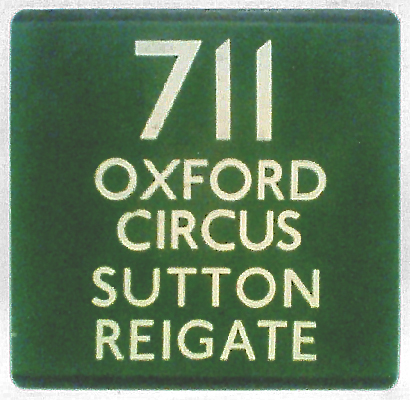 711
OXFORD
CIRCUS
SUTTON
REIGATE